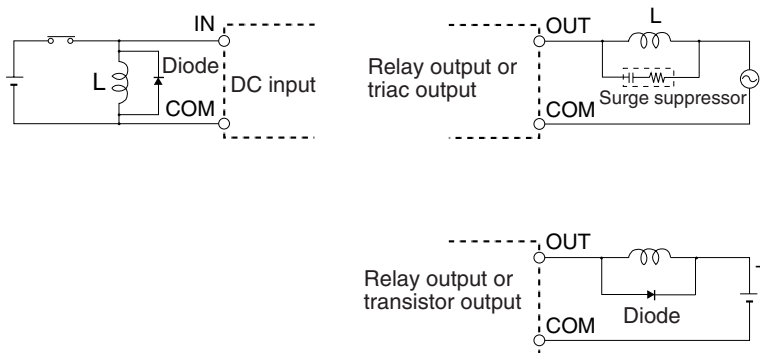 IN
L
Diode
DC input
COM
OUT
L
Relay output or
triac output
Surge suppressor
COM
OUT
Relay output or
transistor output
Diode
COM